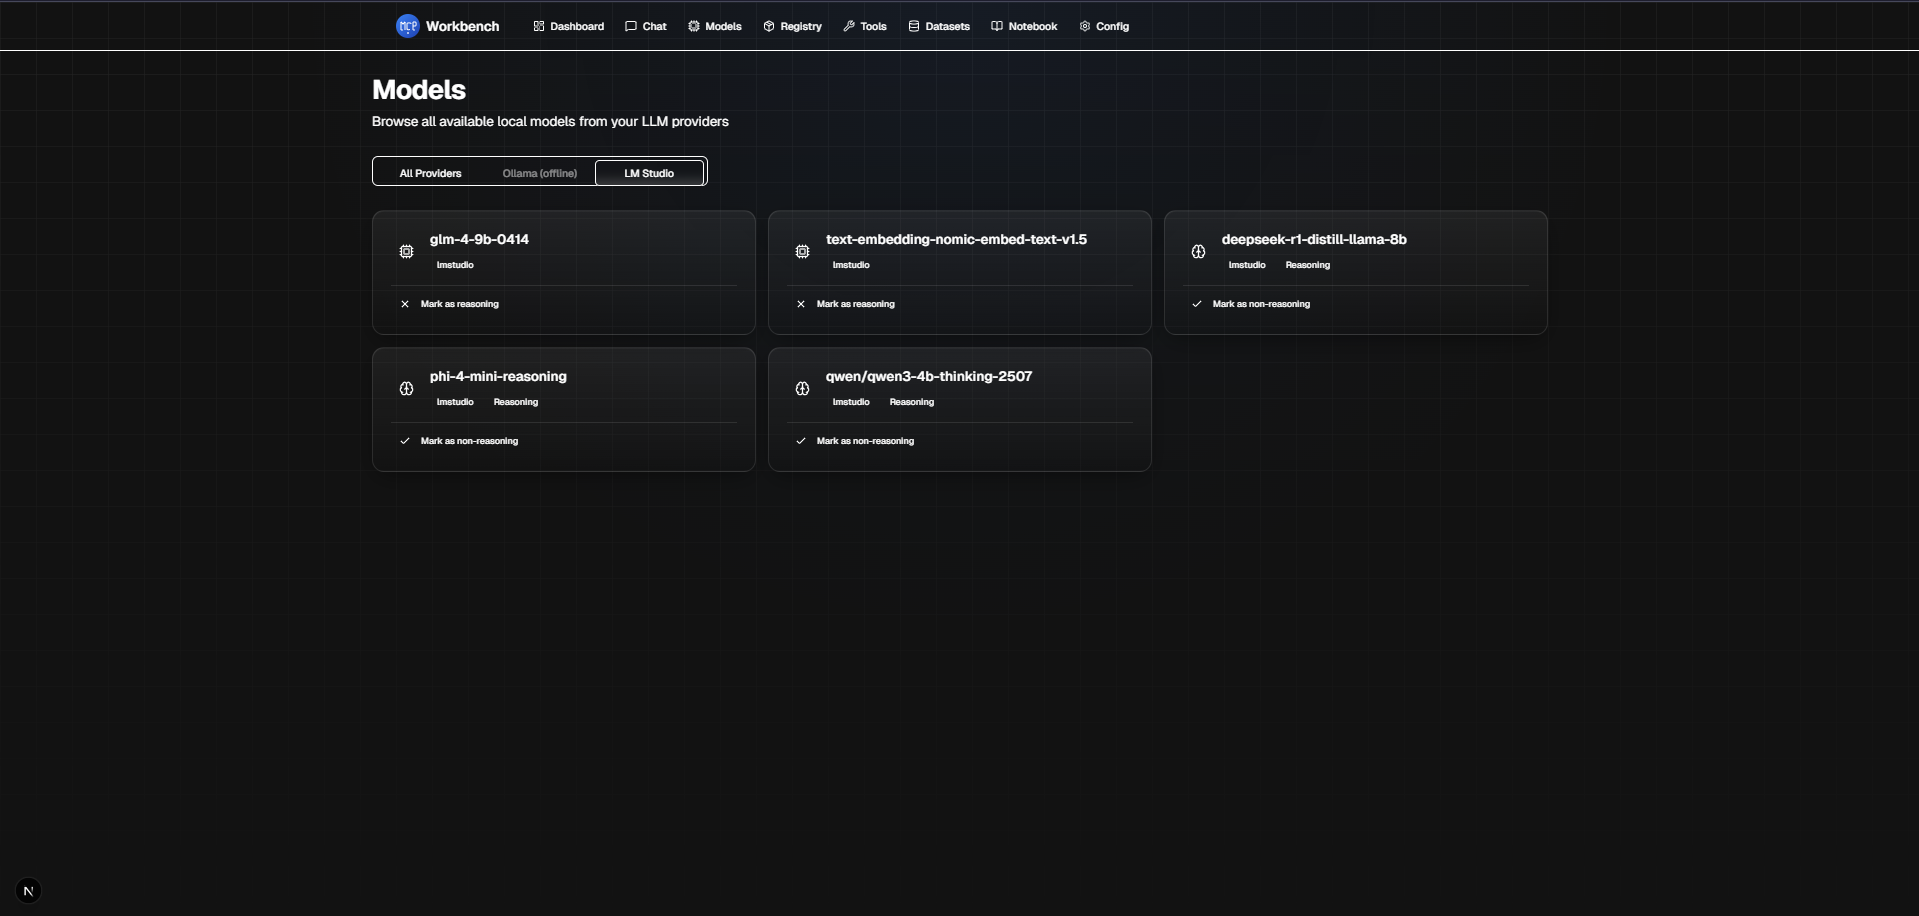 MCP Workbench Dashboard Chat Models Registry Tools Datasets Notebook Config
Models
Browse all available local models from your LLM providers
All Providers Ollama (offline) LM Studio
glm-4-9b-0414
lmstudio
Mark as reasoning
text-embedding-nomic-embed-text-v1.5
lmstudio
Mark as reasoning
deepseek-r1-distill-llama-8b
lmstudio Reasoning
Mark as non-reasoning
phi-4-mini-reasoning
lmstudio Reasoning
Mark as non-reasoning
qwen/qwen3-4b-thinking-2507
lmstudio Reasoning
Mark as non-reasoning
N